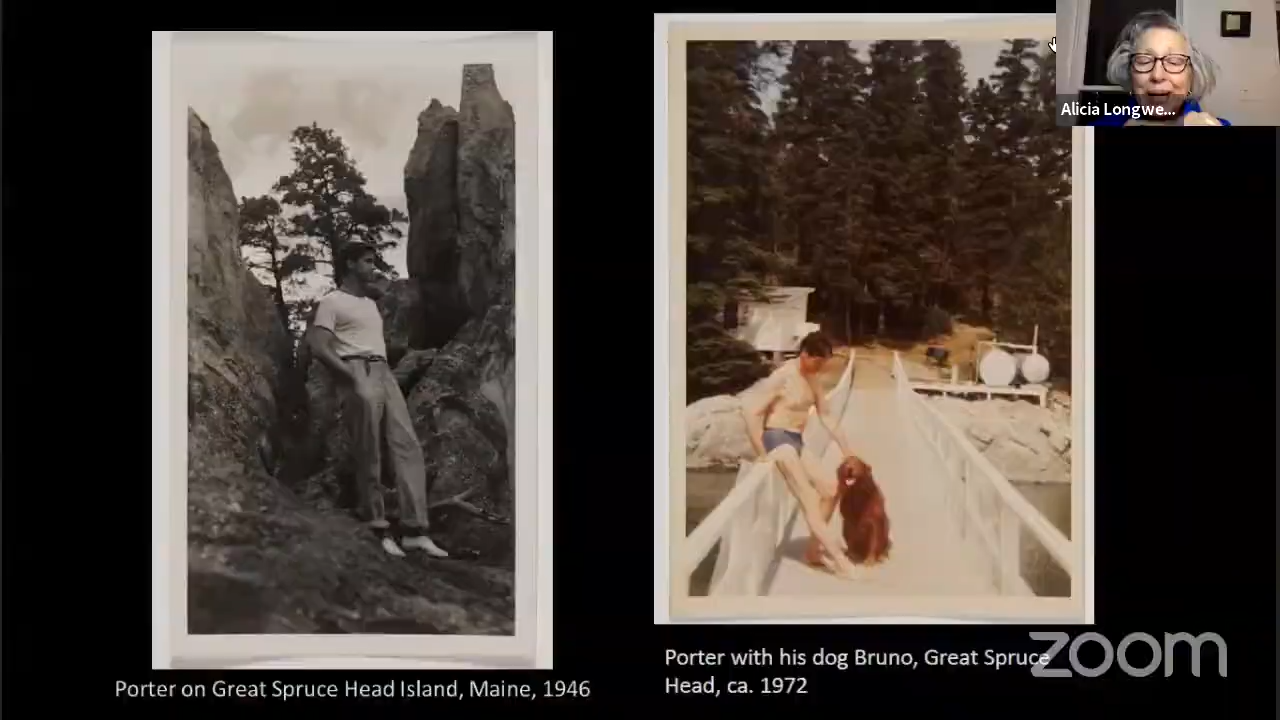 Alicia Longwe...
Porter with his dog Bruno, Great Spruce
Head, ca. 1972
zoom
Porter on Great Spruce Head Island, Maine, 1946